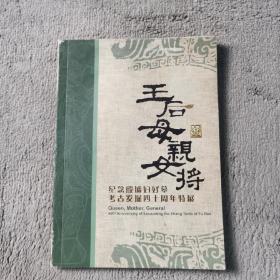 王后母親女将
纪念殷墟妇好墓
考古发掘四十周年特展
Queen, Mother, General
40th Anniversary of Excavating the Shang Tomb of Fu Hao